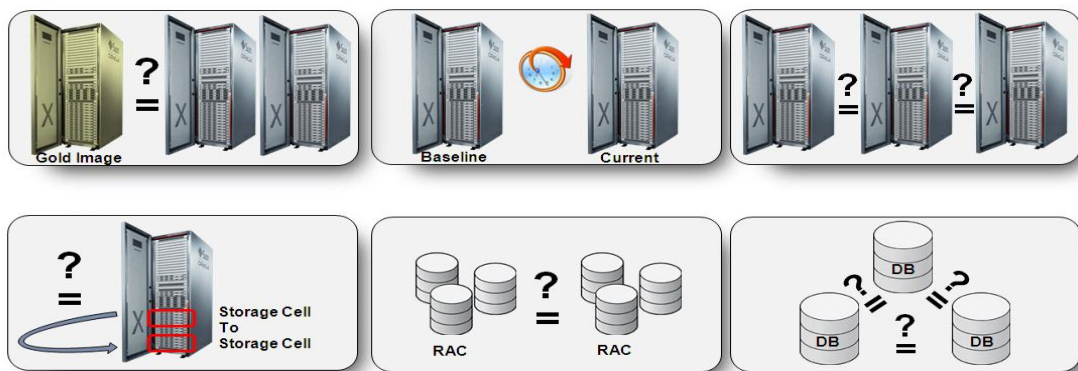 ?
=
Gold Image
Baseline
Current
?
=
?
=
?
=
Storage Cell
To
Storage Cell
?
=
RAC
RAC
DB
?
=
?
=
?
=
DB
DB